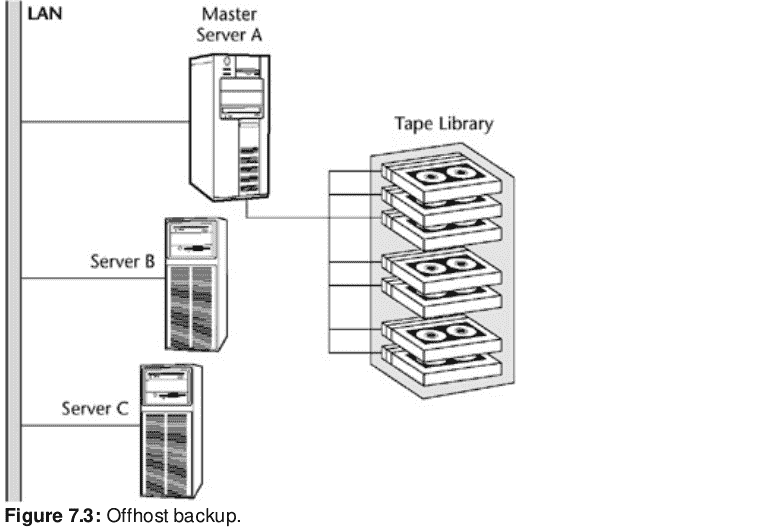 LAN
Master
Server A
Tape Library
Server B
Server C
Figure 7.3: Offhost backup.